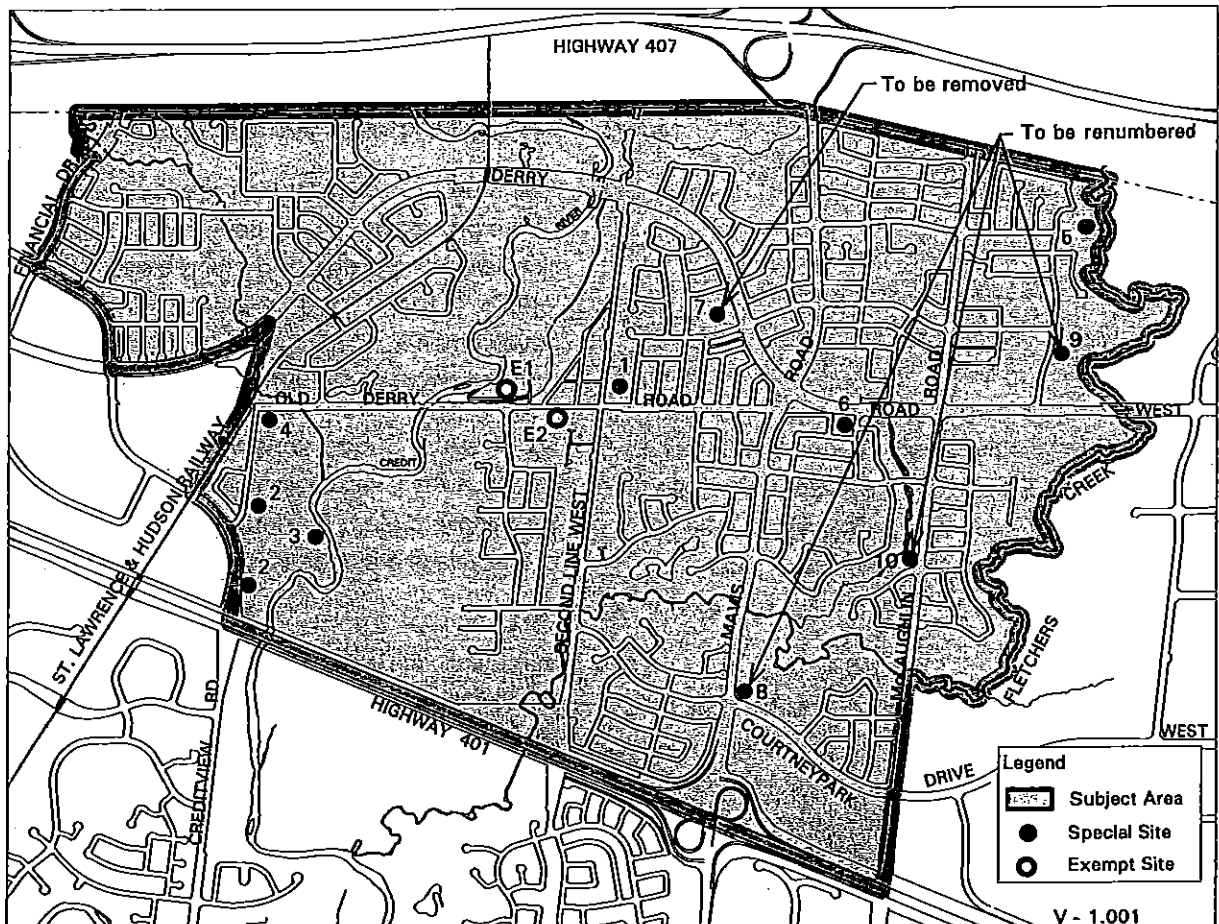 HIGHWAY 407
To be removed
To be renumbered
FINANCIAL
DERRY
RIVER
5
7
9
ROAD
ROAD
E1
1
OLD DERRY ROAD
6
ROAD
WEST
4
E2
CREDIT
CREEK
2
3
10
2
ST. LAWRENCE & HUDSON RAILWAY
SECOND LINE WEST
MAVIS
McLAUGHLIN
FLETCHERS
8
HIGHWAY 401
COURTNEYPARK
DRIVE
WEST
CREDITVIEW
RD
Legend
Subject Area
Special Site
Exempt Site
V - 1.001